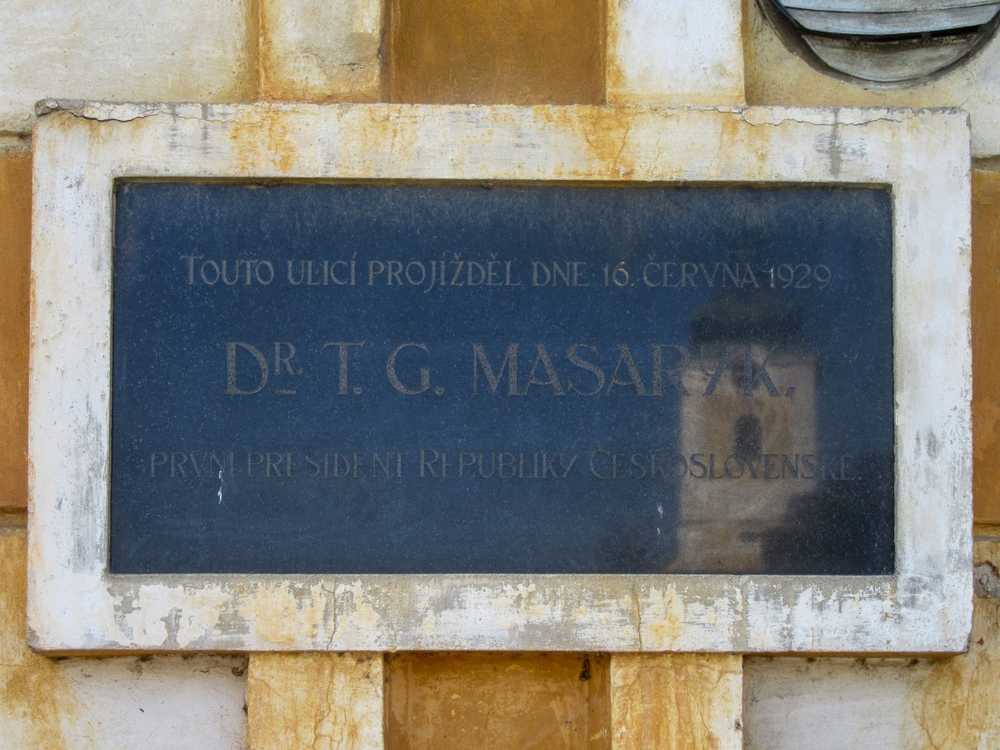 TOUTO ULICÍ PROJÍŽDĚL DNE 16. ČERVNA 1929
DR. T. G. MASARYK.
PRVNÍ PRESIDENT REPUBLIKY ČESKOSLOVENSKÉ.